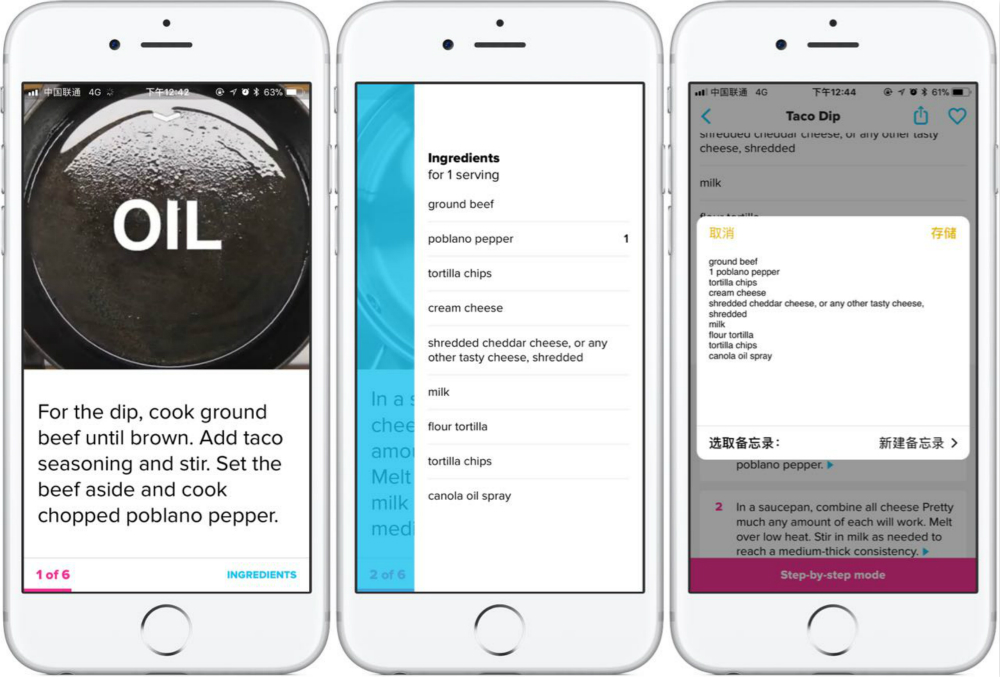 中国联通 4G 下午12:42 63%
OIL
For the dip, cook ground
beef until brown. Add taco
seasoning and stir. Set the
beef aside and cook
chopped poblano pepper.
1 of 6 INGREDIENTS
Ingredients
for 1 serving
ground beef
poblano pepper 1
tortilla chips
cream cheese
shredded cheddar cheese, or any
other tasty cheese, shredded
milk
flour tortilla
tortilla chips
canola oil spray
In a s
chee
amo
Melt
milk
medi
2 of 6
中国联通 4G 下午12:44 61%
Taco Dip
shredded cheddar cheese, or any other tasty
cheese, shredded
milk
flour tortilla
取消 存储
ground beef
1 poblano pepper
tortilla chips
cream cheese
shredded cheddar cheese, or any other tasty cheese,
shredded
milk
flour tortilla
tortilla chips
canola oil spray
选取备忘录： 新建备忘录
poblano pepper.
2 In a saucepan, combine all cheese Pretty
much any amount of each will work. Melt
over low heat. Stir in milk as needed to
reach a medium-thick consistency.
Step-by-step mode